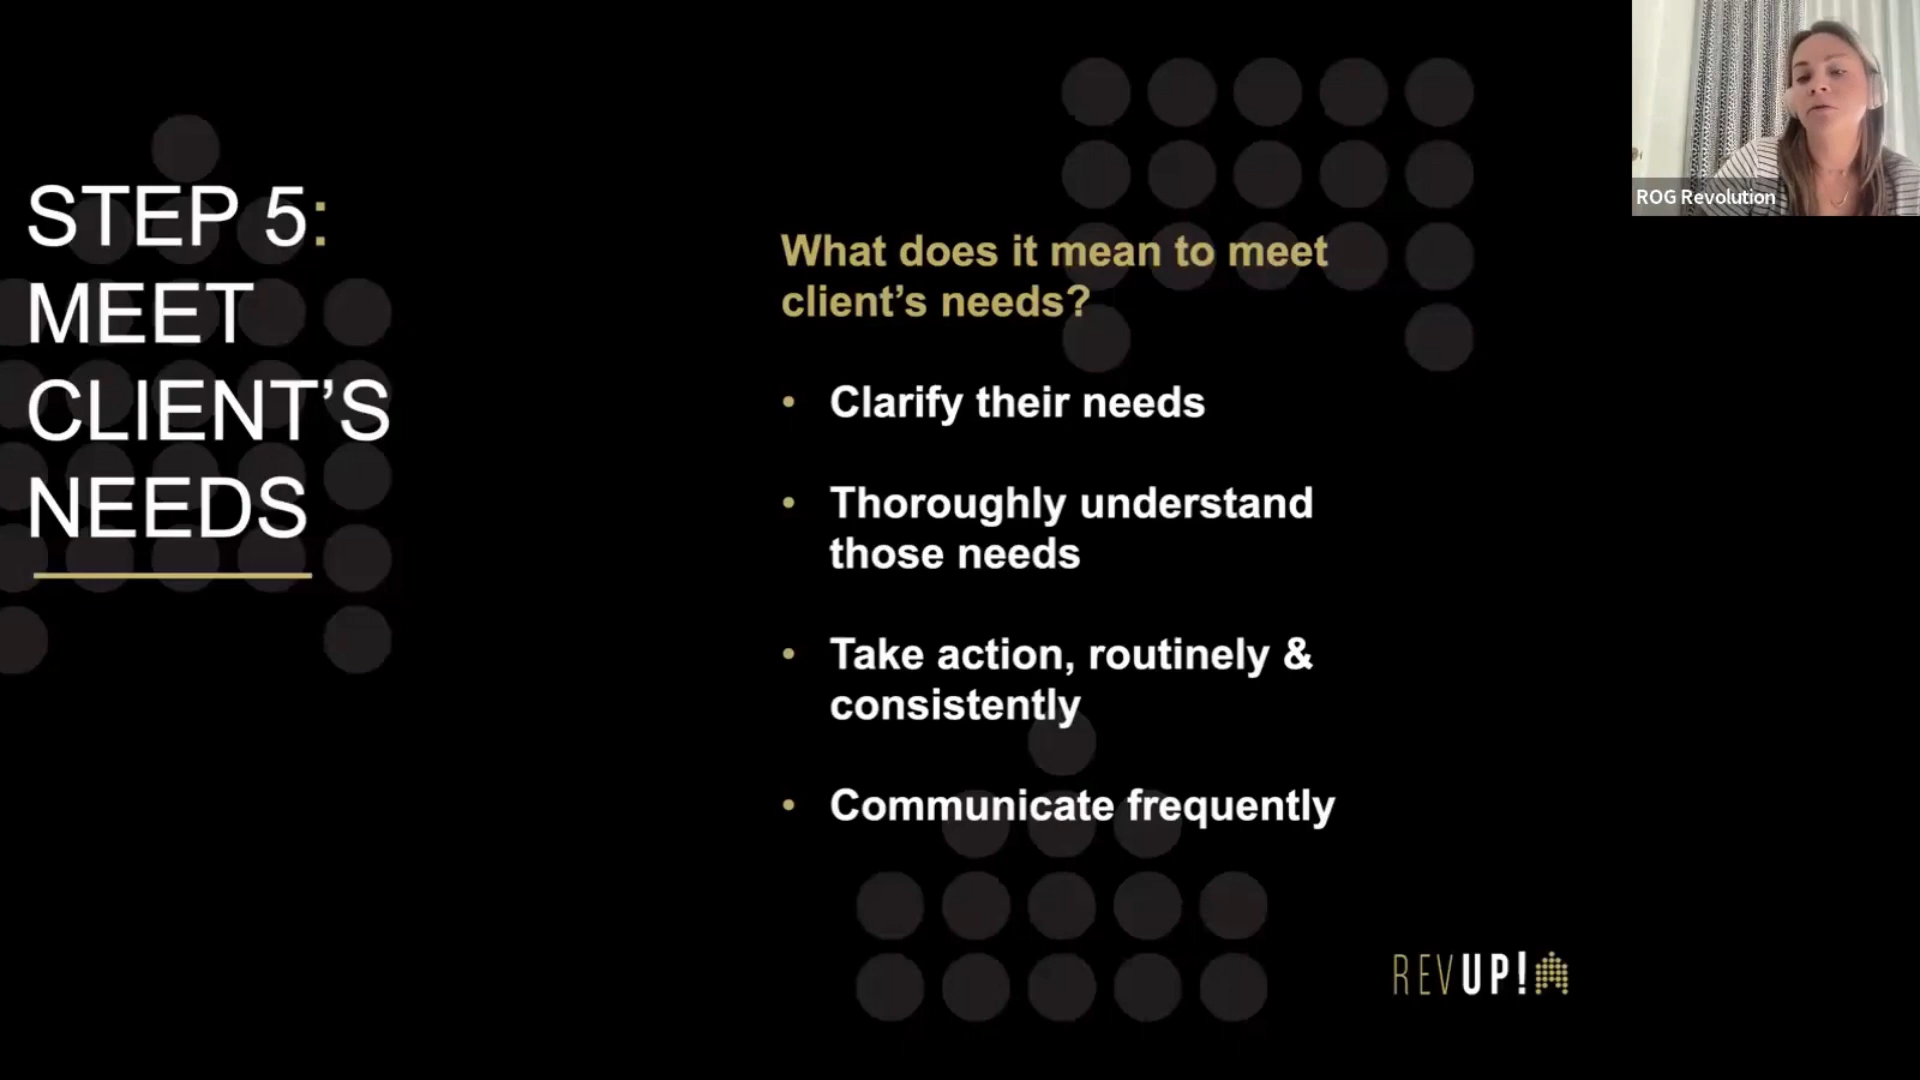 STEP 5:
MEET
CLIENT’S
NEEDS
What does it mean to meet
client’s needs?
• Clarify their needs
• Thoroughly understand
those needs
• Take action, routinely &
consistently
• Communicate frequently
REVUP!
ROG Revolution